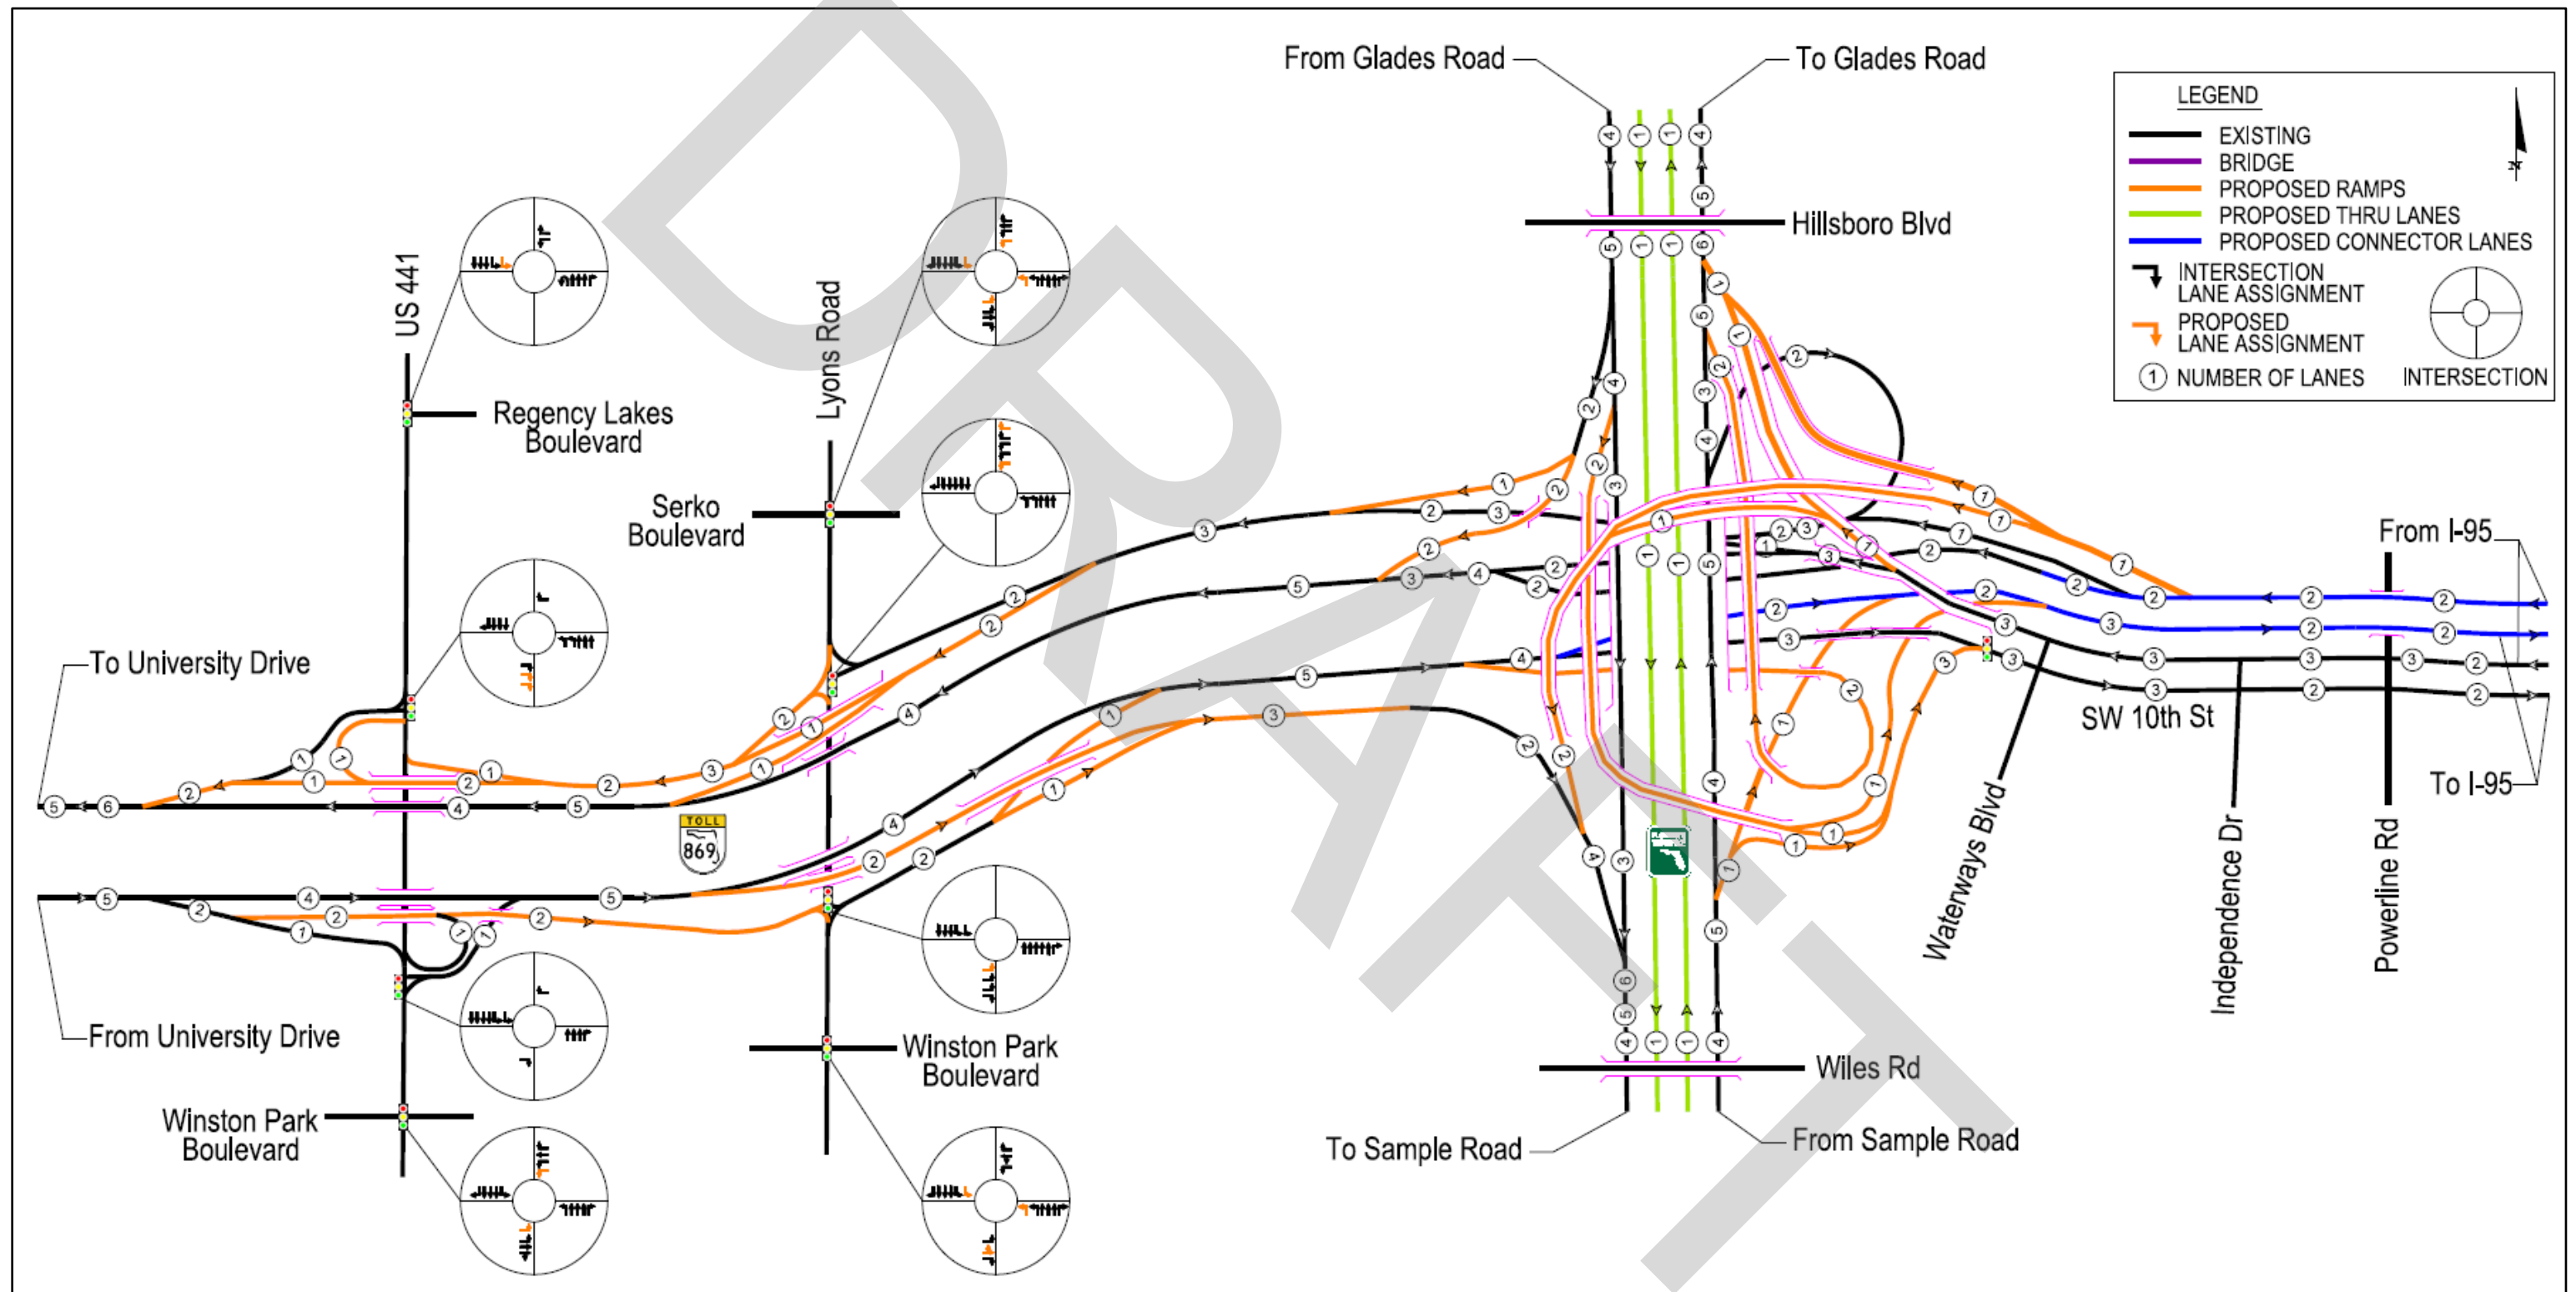 From Glades Road
To Glades Road
LEGEND
EXISTING
BRIDGE
PROPOSED RAMPS
PROPOSED THRU LANES
PROPOSED CONNECTOR LANES
INTERSECTION
LANE ASSIGNMENT
PROPOSED
LANE ASSIGNMENT
1 NUMBER OF LANES
INTERSECTION
N
Hillsboro Blvd
US 441
Lyons Road
Regency Lakes
Boulevard
Serko
Boulevard
From I-95
To University Drive
SW 10th St
To I-95
TOLL
869
Waterways Blvd
Independence Dr
Powerline Rd
From University Drive
Winston Park
Boulevard
Winston Park
Boulevard
Wiles Rd
To Sample Road
From Sample Road
DRAFT